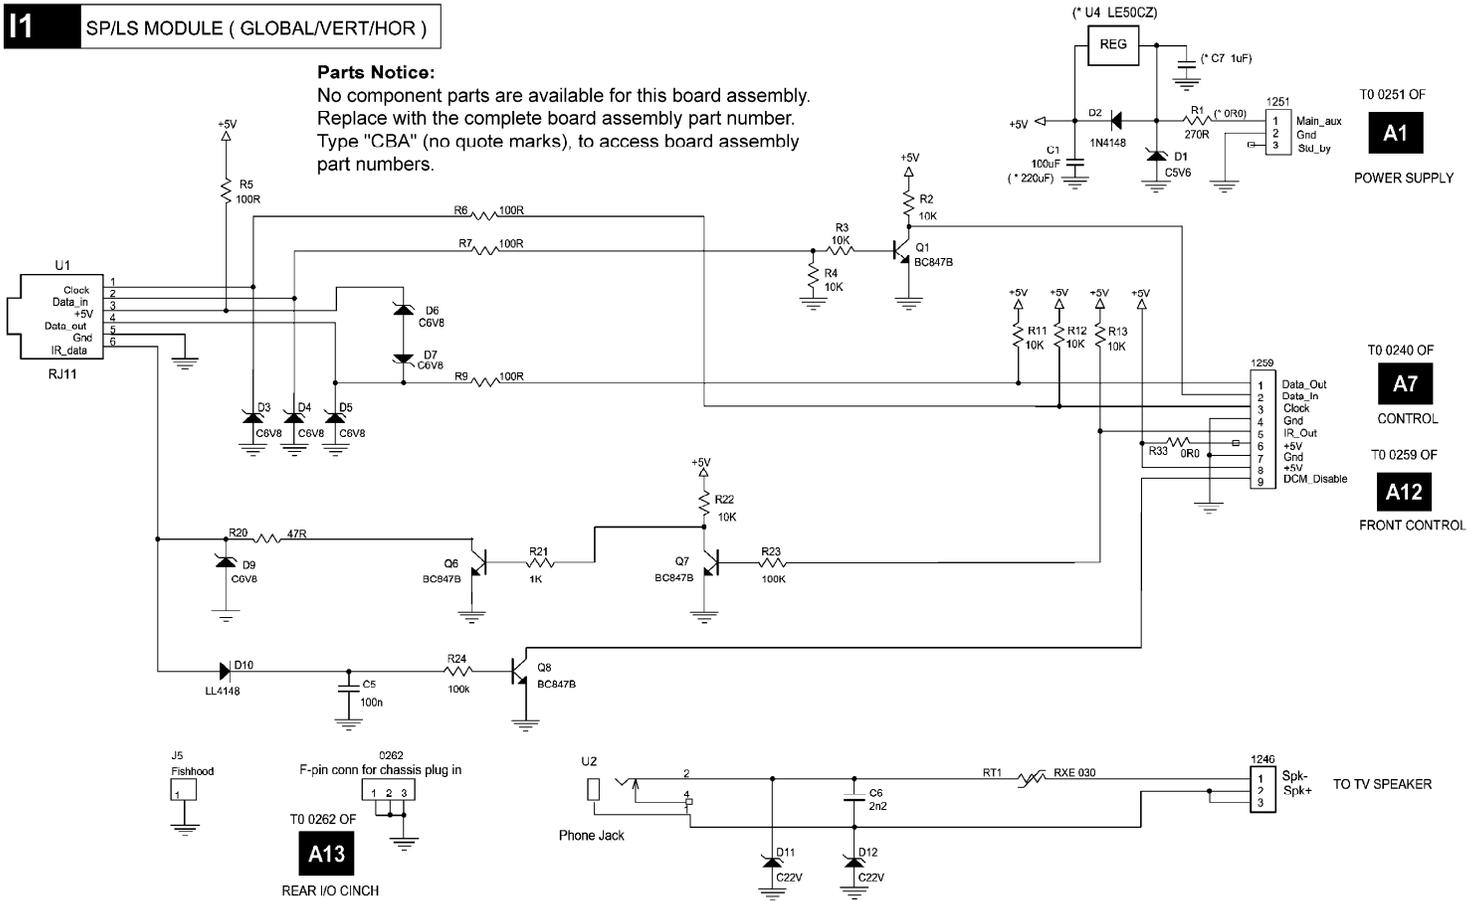 I1
SP/LS MODULE ( GLOBAL/VERT/HOR )
Parts Notice:
No component parts are available for this board assembly.
Replace with the complete board assembly part number.
Type "CBA" (no quote marks), to access board assembly
part numbers.
(* U4 LE50CZ)
REG
(* C7 1uF)
+5V
D2
1N4148
R1
(* 0R0)
270R
C1
100uF
(* 220uF)
D1
C5V6
1251
1 Main_aux
2 Gnd
3 Std_by
T0 0251 OF
A1
POWER SUPPLY
+5V
R5
100R
R6 100R
R7 100R
R3
10K
R4
10K
+5V
R2
10K
Q1
BC847B
U1
Clock 1
Data_in 2
+5V 3
Data_out 4
Gnd 5
IR_data 6
RJ11
D6
C6V8
D7
C6V8
R9 100R
D3
C6V8
D4
C6V8
D5
C6V8
+5V
R11
10K
+5V
R12
10K
+5V
R13
10K
+5V
1259
1 Data_Out
2 Data_In
3 Clock
4 Gnd
5 IR_Out
6 +5V
7 Gnd
8 +5V
9 DCM_Disable
R33 0R0
T0 0240 OF
A7
CONTROL
T0 0259 OF
A12
FRONT CONTROL
R20 47R
D9
C6V8
Q6
BC847B
R21
1K
+5V
R22
10K
Q7
BC847B
R23
100K
D10
LL4148
C5
100n
R24
100k
Q8
BC847B
J5
Fishhood
1
0262
F-pin conn for chassis plug in
1 2 3
T0 0262 OF
A13
REAR I/O CINCH
U2
Phone Jack
2
4
1
D11
C22V
C6
2n2
D12
C22V
RT1 RXE 030
1246
1 Spk-
2 Spk+
3
TO TV SPEAKER